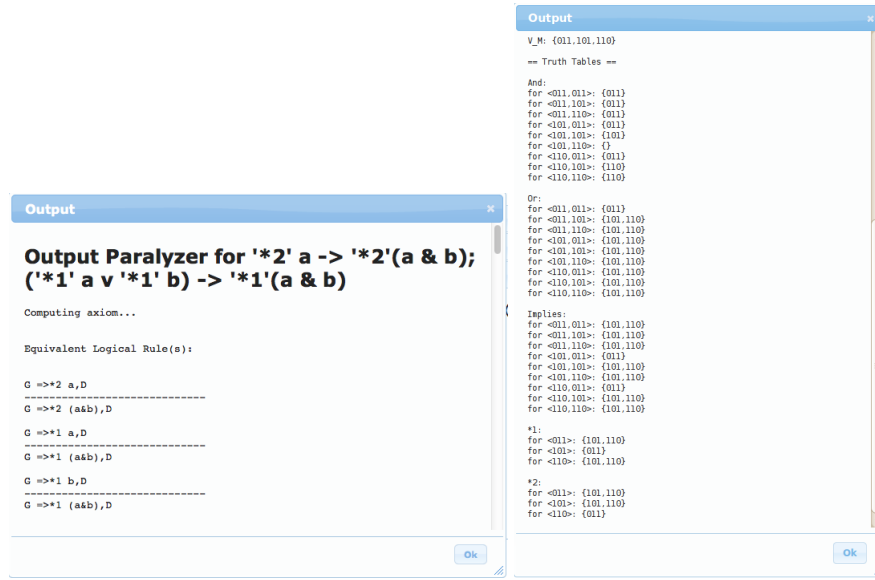 Output
Output Paralyzer for '*2' a -> '*2'(a & b);
('*1' a v '*1' b) -> '*1'(a & b)
Computing axiom...
Equivalent Logical Rule(s):
G =>*2 a,D
-----------------------------
G =>*2 (a&b),D
G =>*1 a,D
-----------------------------
G =>*1 (a&b),D
G =>*1 b,D
-----------------------------
G =>*1 (a&b),D
Ok
Output
V_M: {011,101,110}
== Truth Tables ==
And:
for <011,011>: {011}
for <011,101>: {011}
for <011,110>: {011}
for <101,011>: {011}
for <101,101>: {101}
for <101,110>: {}
for <110,011>: {011}
for <110,101>: {110}
for <110,110>: {110}
Or:
for <011,011>: {011}
for <011,101>: {101,110}
for <011,110>: {101,110}
for <101,011>: {101,110}
for <101,101>: {101,110}
for <101,110>: {101,110}
for <110,011>: {101,110}
for <110,101>: {101,110}
for <110,110>: {101,110}
Implies:
for <011,011>: {101,110}
for <011,101>: {101,110}
for <011,110>: {101,110}
for <101,011>: {011}
for <101,101>: {101,110}
for <101,110>: {101,110}
for <110,011>: {011}
for <110,101>: {101,110}
for <110,110>: {101,110}
*1:
for <011>: {101,110}
for <101>: {011}
for <110>: {101,110}
*2:
for <011>: {101,110}
for <101>: {101,110}
for <110>: {011}
Ok